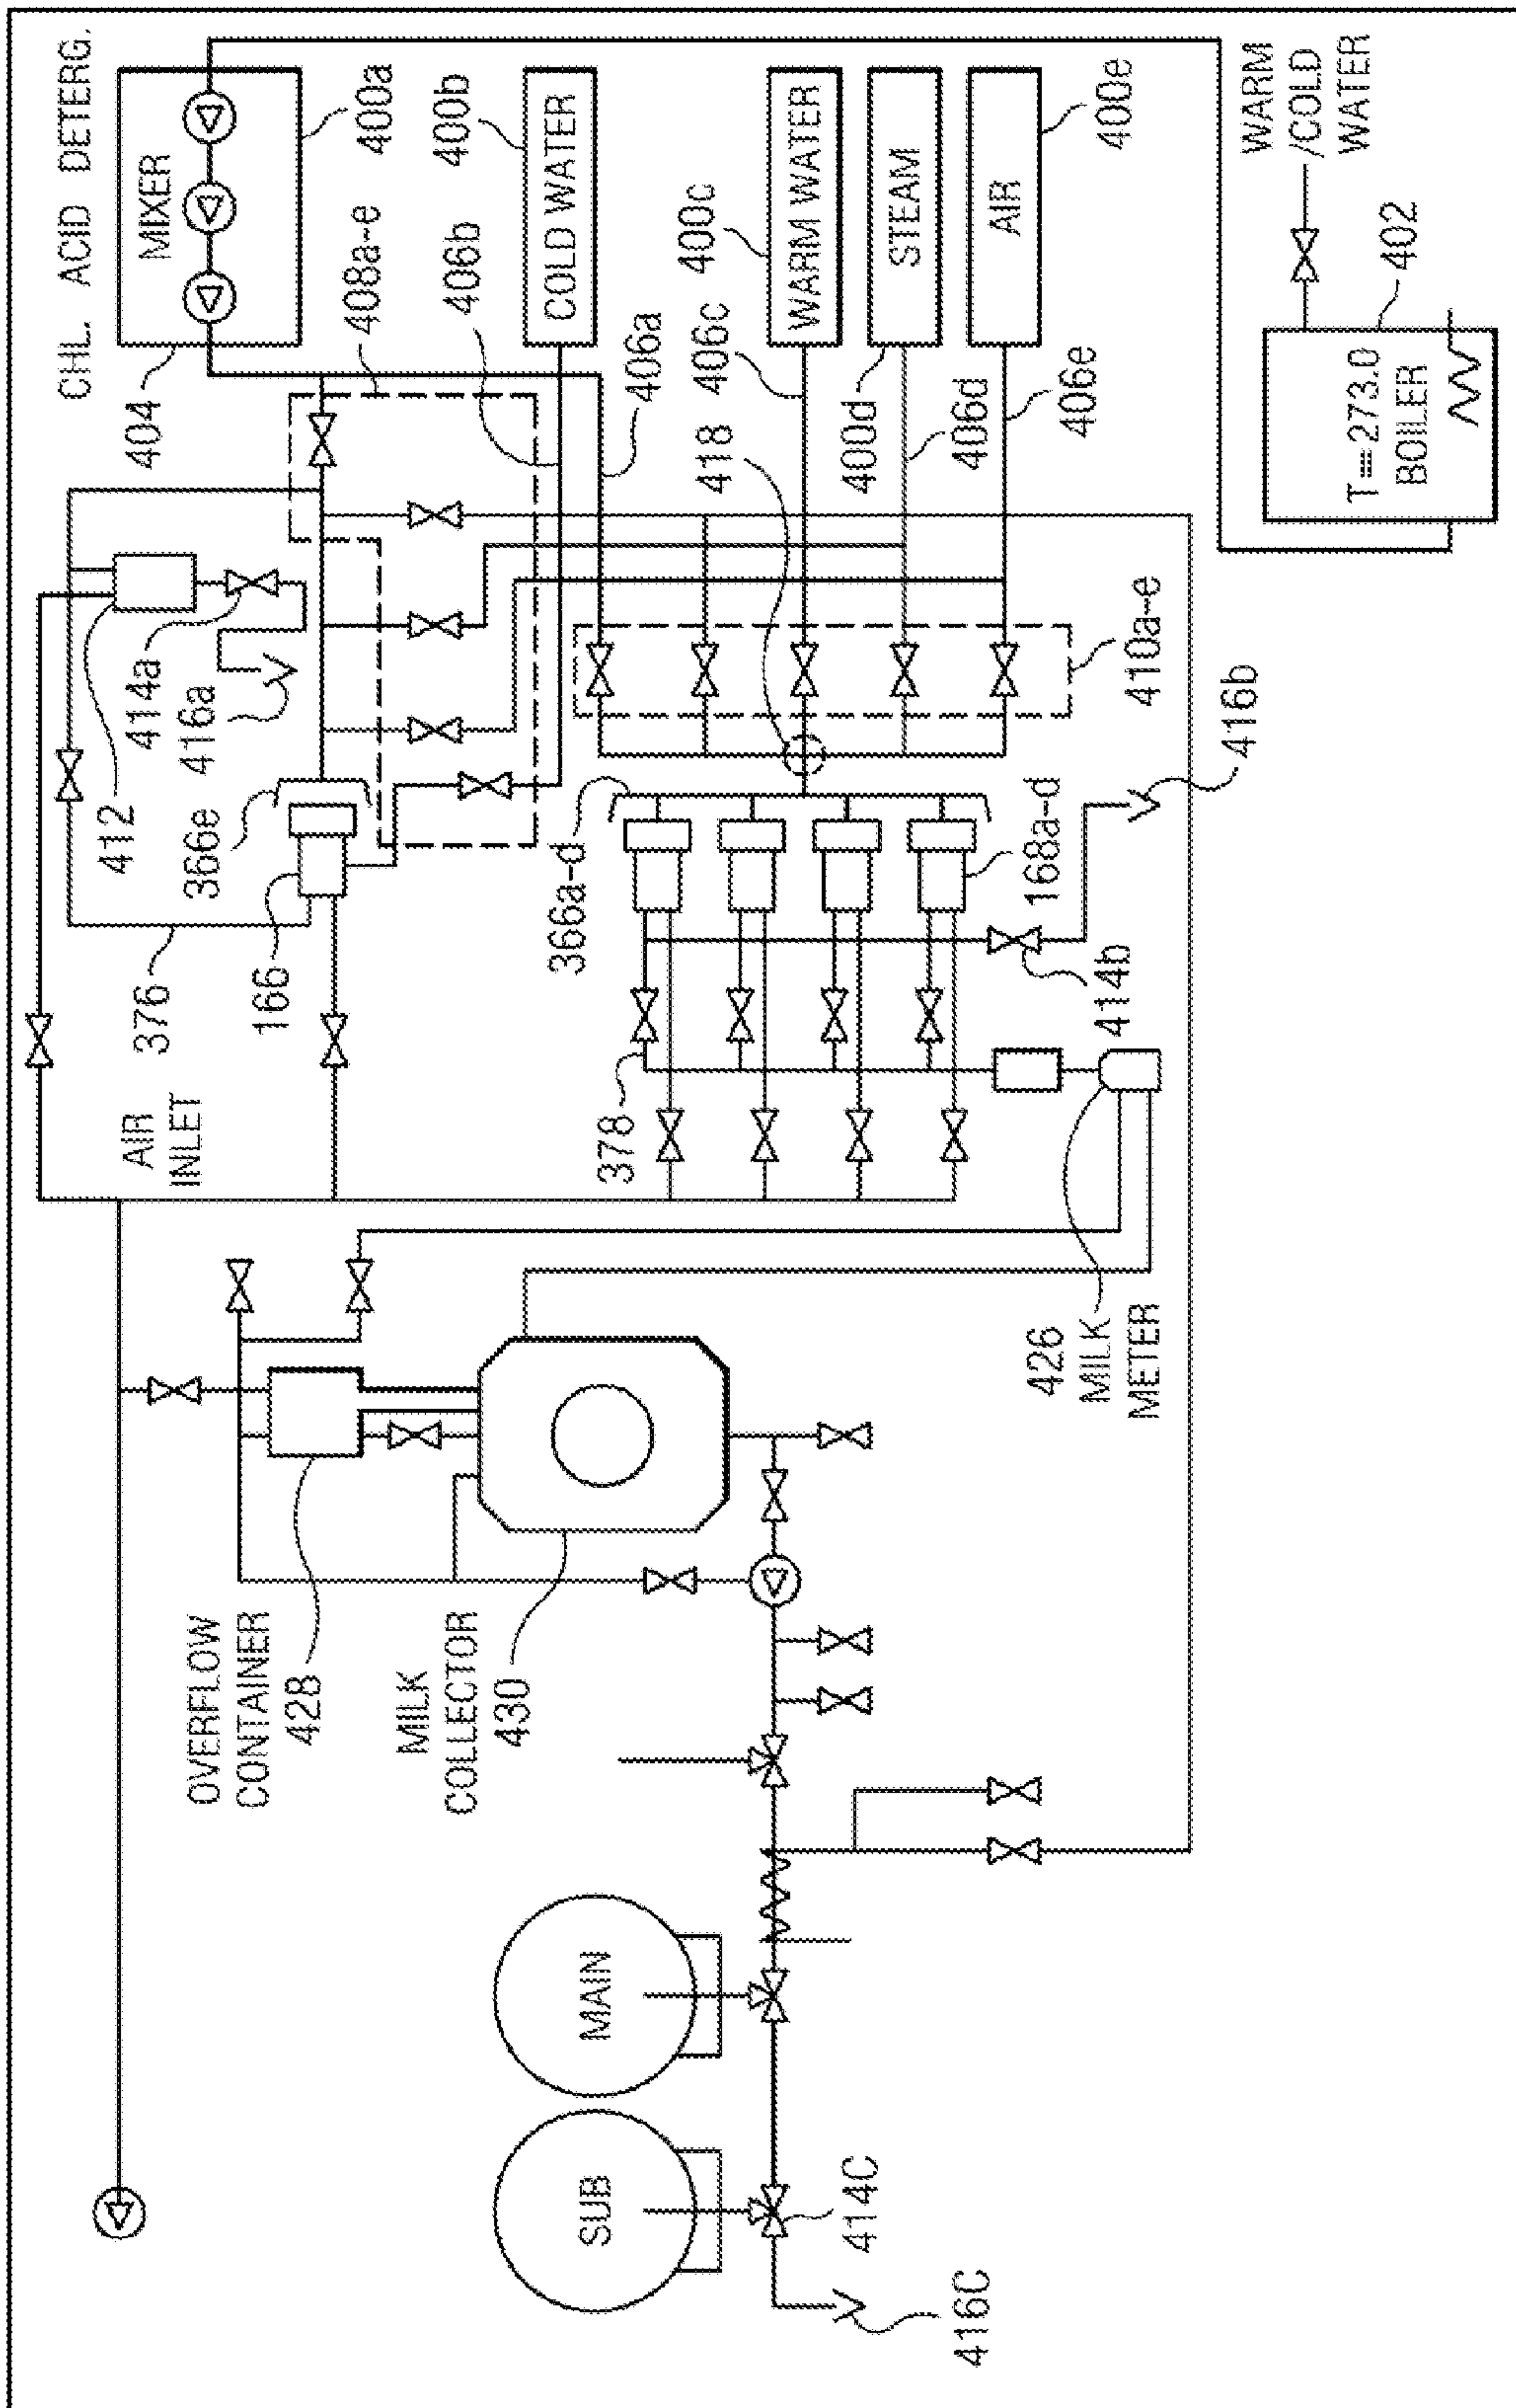 CHL. ACID DETERG.
MIXER
404
400a
400b
COLD WATER
408a-e
406b
406a
400c
WARM WATER
406c
418
400d
STEAM
406d
AIR
400e
406e
WARM
/COLD
WATER
402
T=273.0
BOILER
412
414a
416a
366e
166
376
366a-d
410a-e
416b
168a-d
414b
378
AIR
INLET
426
MILK
METER
OVERFLOW
CONTAINER
428
MILK
COLLECTOR
430
MAIN
SUB
414C
416C